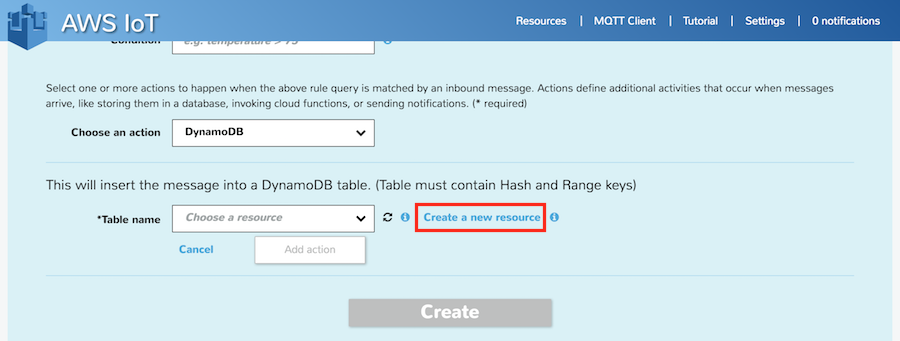 AWS IoT
Resources | MQTT Client | Tutorial | Settings | 0 notifications
Condition
e.g. temperature > 75
Select one or more actions to happen when the above rule query is matched by an inbound message. Actions define additional activities that occur when messages
arrive, like storing them in a database, invoking cloud functions, or sending notifications. (* required)
Choose an action DynamoDB
This will insert the message into a DynamoDB table. (Table must contain Hash and Range keys)
*Table name Choose a resource Create a new resource
Cancel Add action
Create